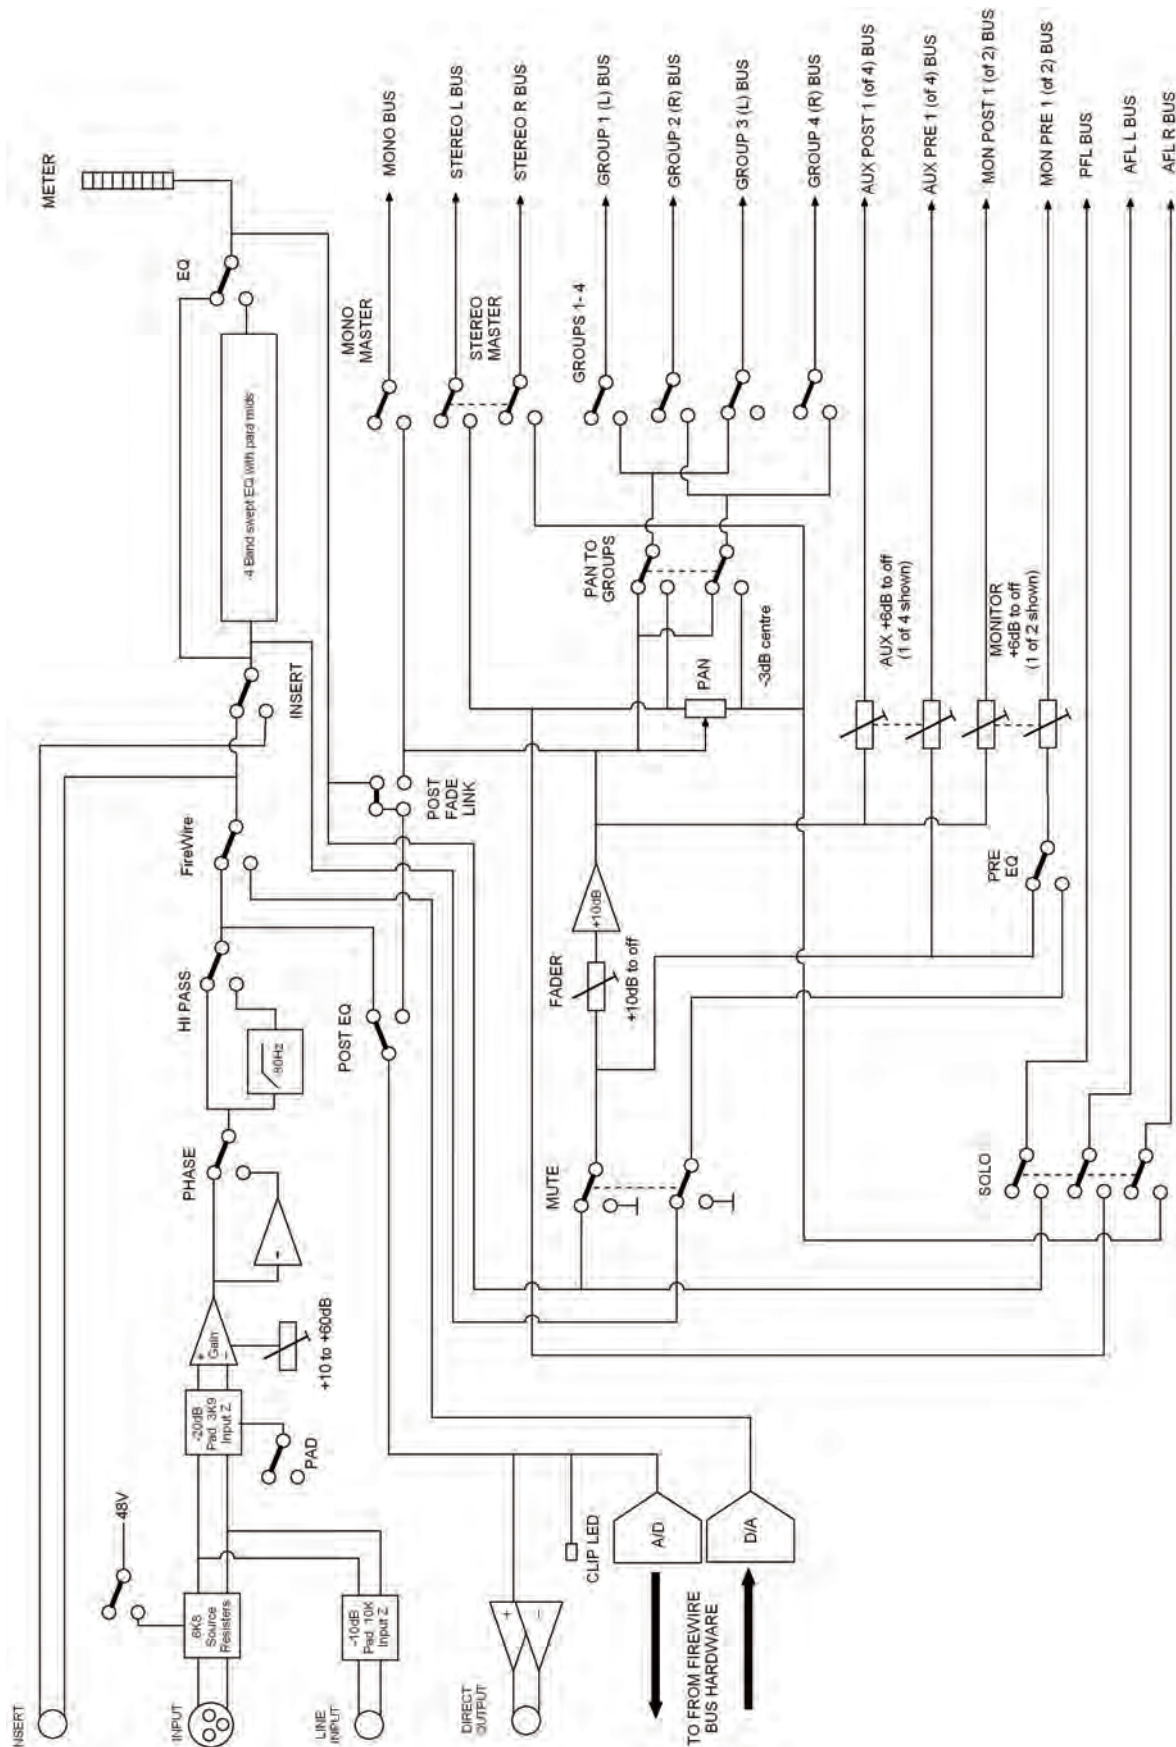 METER
EQ
4 Band swept EQ with para mids
INSERT
FireWire
HI PASS
-80Hz
PHASE
–
+
Gain
–
+10 to +60dB
-20dB
Pad 3K9
Input Z
PAD
48V
6K8
Source
Resisters
-10dB
Pad 10K
Input Z
NSERT
INPUT
LINE
INPUT
DIRECT
OUTPUT
+
–
CLIP LED
A/D
D/A
TO FROM FIREWIRE
BUS HARDWARE
POST EQ
POST
FADE
LINK
MONO
MASTER
STEREO
MASTER
GROUPS 1- 4
PAN TO
GROUPS
PAN
-3dB centre
+10dB
FADER
+10dB to off
MUTE
SOLO
PRE
EQ
AUX +6dB to off
(1 of 4 shown)
MONITOR
+6dB to off
(1 of 2 shown)
MONO BUS
STEREO L BUS
STEREO R BUS
GROUP 1 (L) BUS
GROUP 2 (R) BUS
GROUP 3 (L) BUS
GROUP 4 (R) BUS
AUX POST 1 (of 4) BUS
AUX PRE 1 (of 4) BUS
MON POST 1 (of 2) BUS
MON PRE 1 (of 2) BUS
PFL BUS
AFL L BUS
AFL R BUS